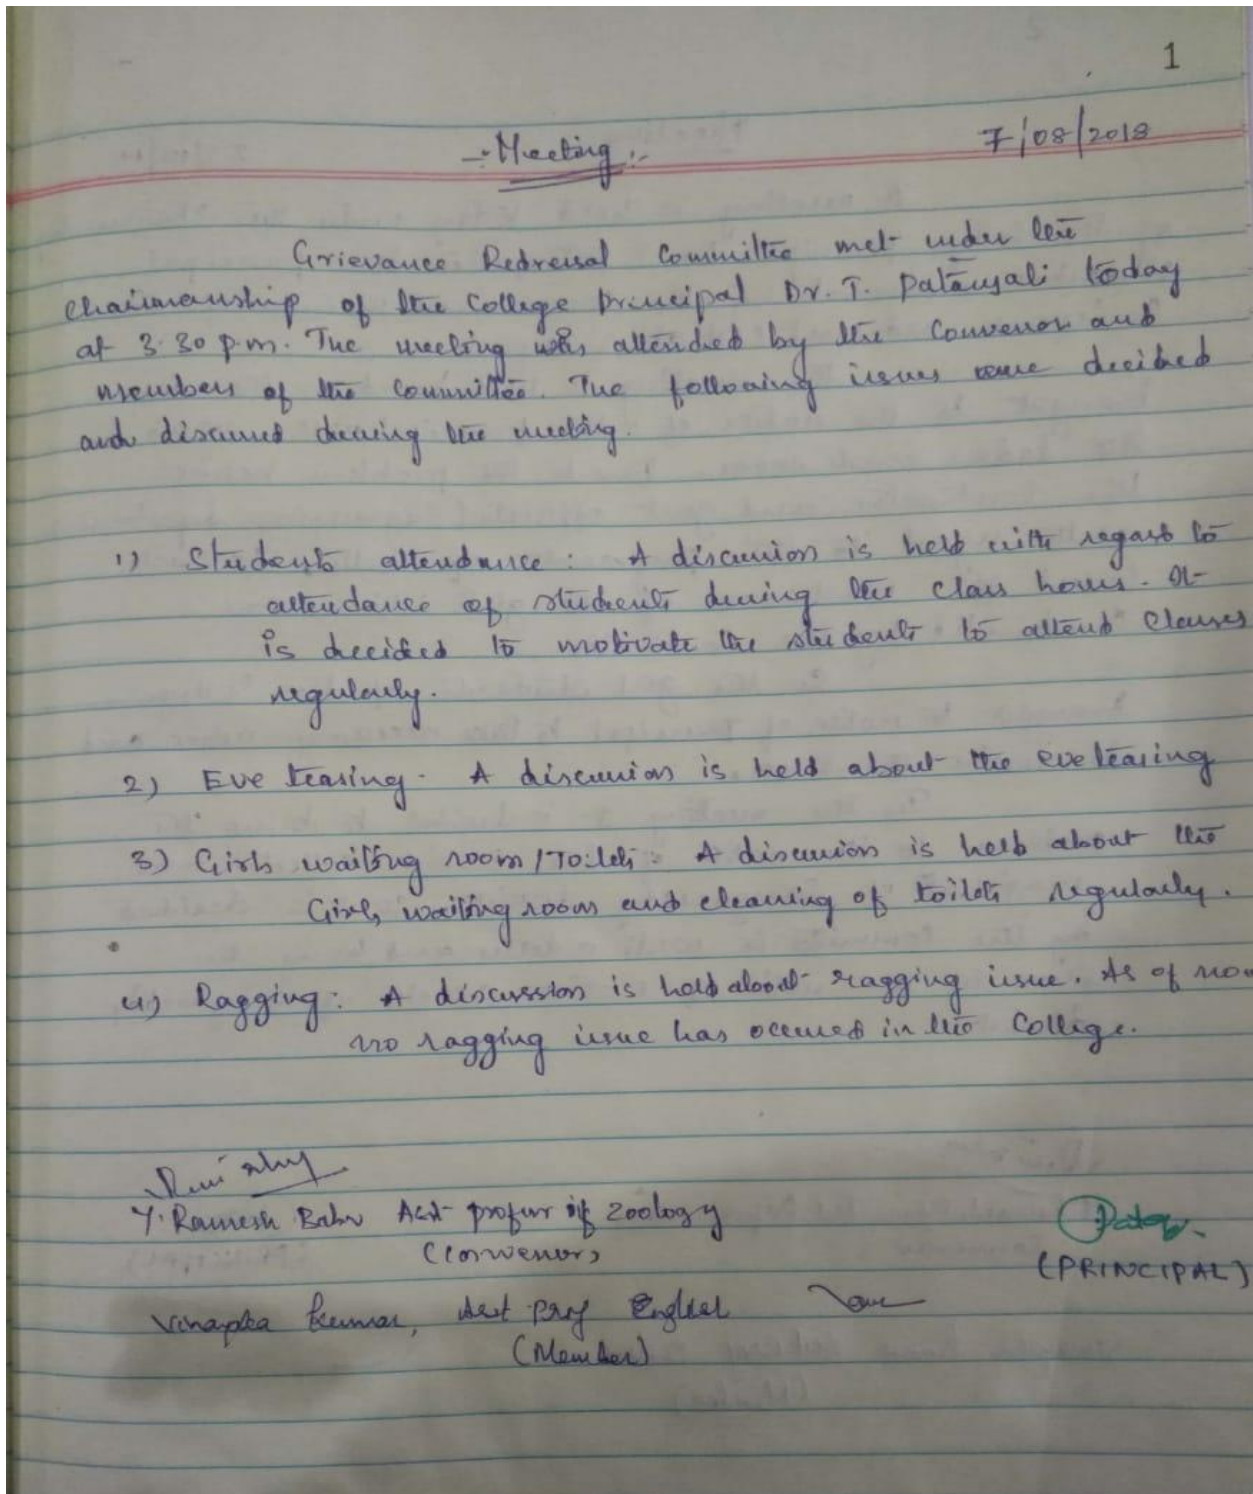 1
Meeting
7/08/2018
Grievance Redressal Committee met under the
chairmanship of the College principal Dr. T. Patanjali today
at 3.30 p.m. The meeting was attended by the Convenor and
members of the Committee. The following issues were decided
and discussed during the meeting.
1) Students attendance : A discussion is held with regard to
attendance of students during the class hours. It
is decided to motivate the students to attend classes
regularly.
2) Eve teasing - A discussion is held about the eve teasing
3) Girls waiting room/Toilets : A discussion is held about the
Girls waiting room and cleaning of toilets regularly.
4) Ragging : A discussion is held about ragging issue. As of now
no ragging issue has occured in the College.
Y. Ramesh Babu Asst of Zoology
(Convenor)
(PRINCIPAL)
Kumar, Asst Prof English
(Member)